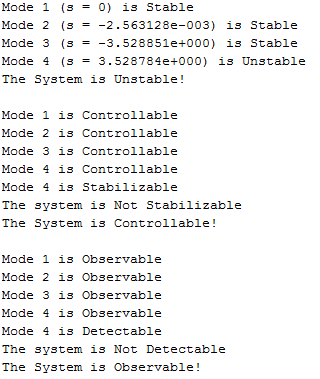 Mode 1 (s = 0) is Stable
Mode 2 (s = -2.563128e-003) is Stable
Mode 3 (s = -3.528851e+000) is Stable
Mode 4 (s = 3.528784e+000) is Unstable
The System is Unstable!
Mode 1 is Controllable
Mode 2 is Controllable
Mode 3 is Controllable
Mode 4 is Controllable
Mode 4 is Stabilizable
The system is Not Stabilizable
The System is Controllable!
Mode 1 is Observable
Mode 2 is Observable
Mode 3 is Observable
Mode 4 is Observable
Mode 4 is Detectable
The system is Not Detectable
The System is Observable!